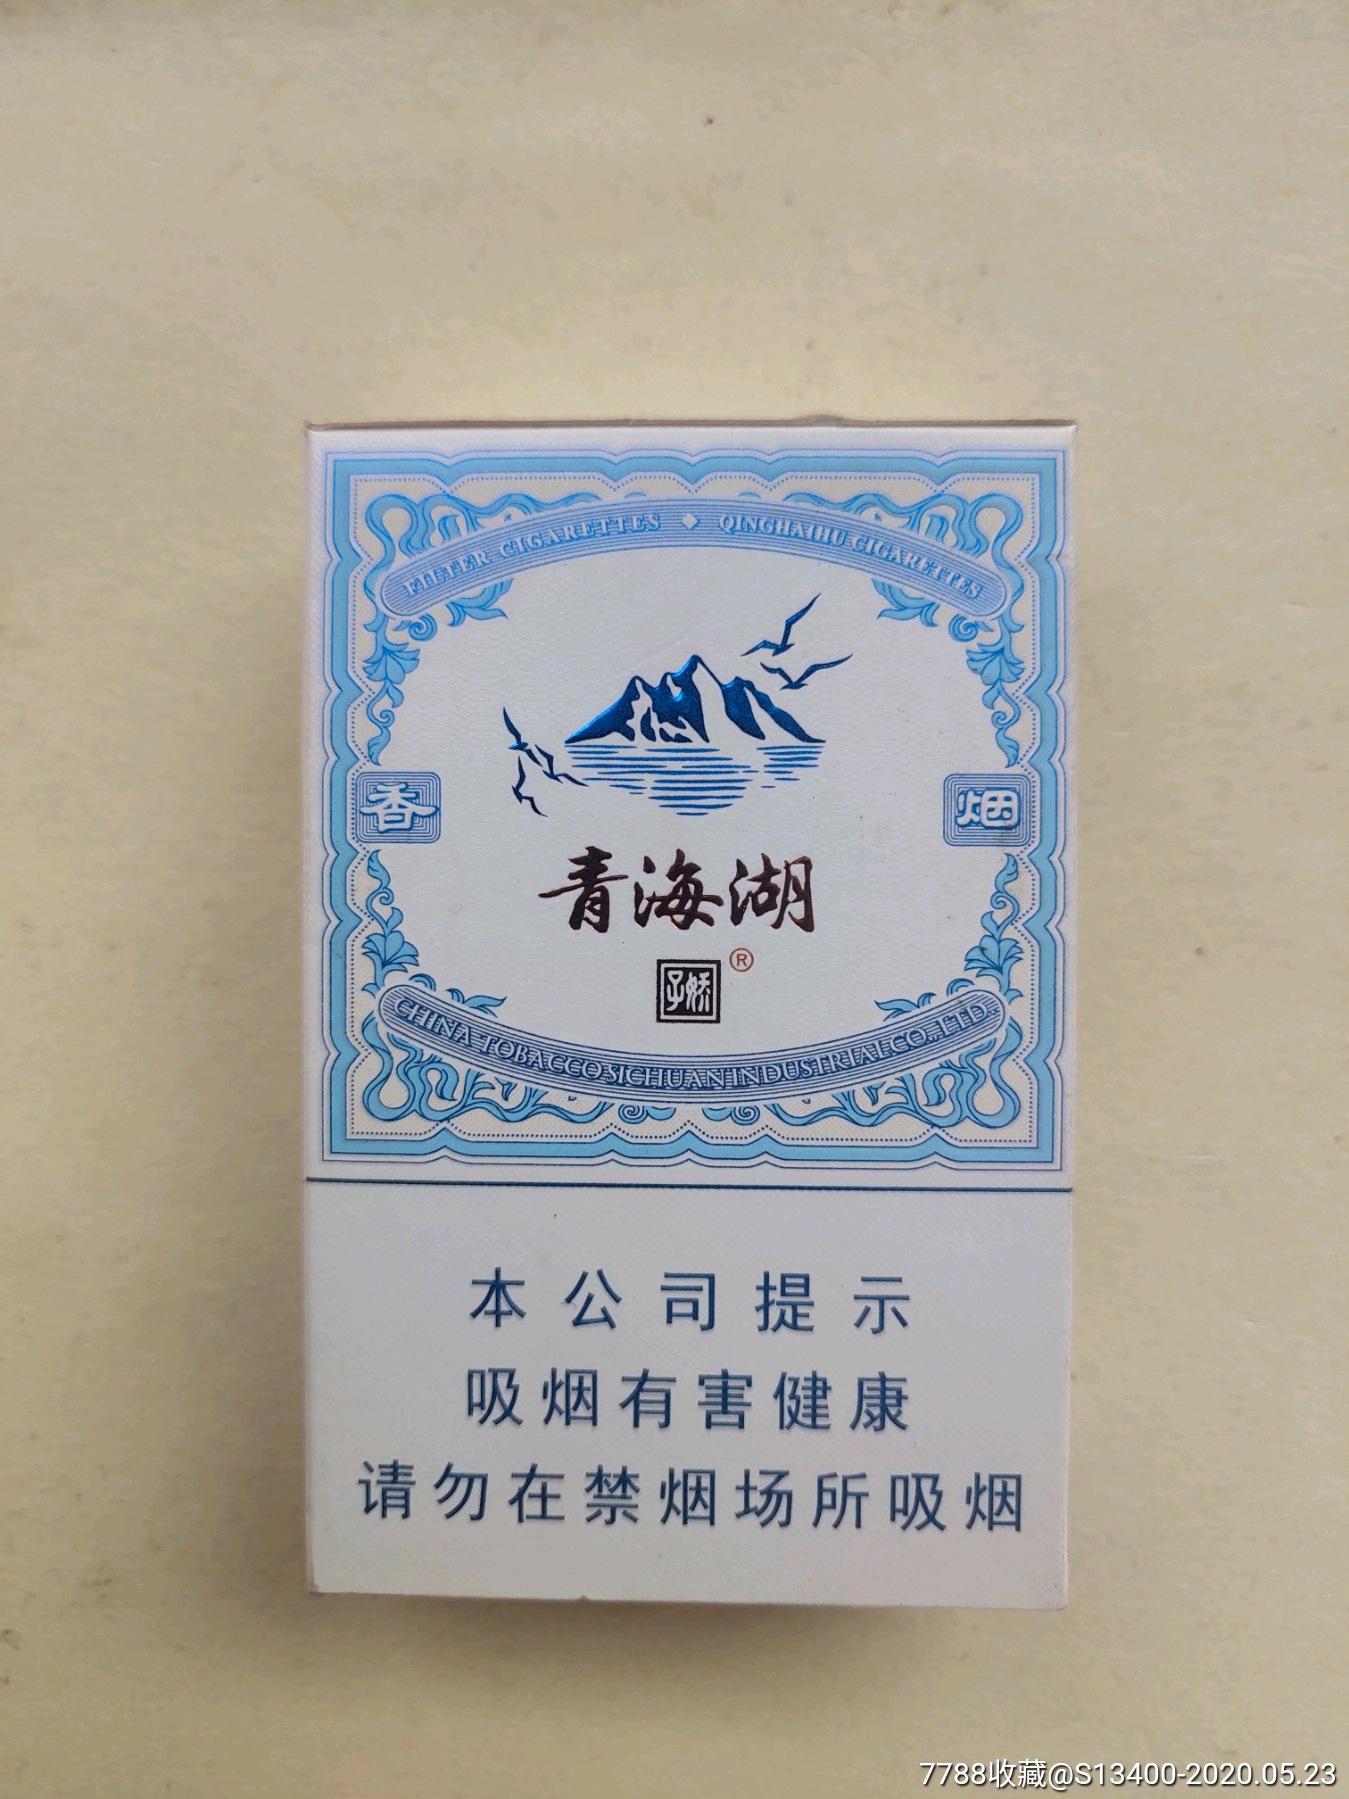 FILTER CIGARETTES ◆ QINGHAIHU CIGARETTES
香 烟
青海湖
®
CHINA TOBACCO SICHUAN INDUSTRIAL CO., LTD.
本公司提示
吸烟有害健康
请勿在禁烟场所吸烟
7788收藏@S13400-2020.05.23